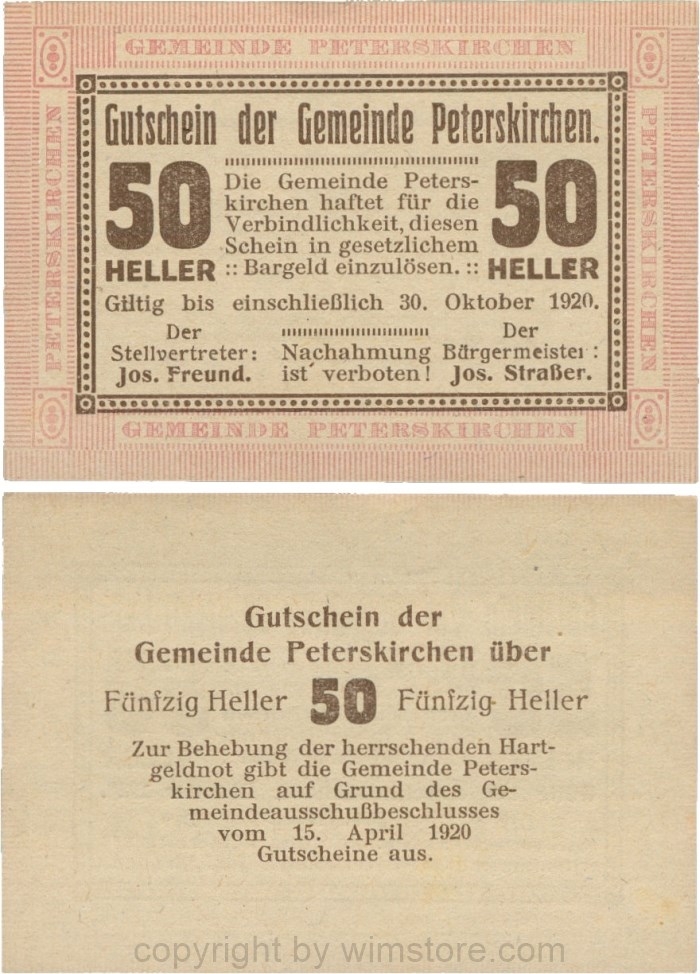 GEMEINDE PETERSKIRCHEN
PETERSKIRCHEN
PETERSKIRCHEN
Gutschein der Gemeinde Peterskirchen.
50
HELLER
Die Gemeinde Peters-
kirchen haftet für die
Verbindlichkeit, diesen
Schein in gesetzlichem
:: Bargeld einzulösen. ::
50
HELLER
Giltig bis einschließlich 30. Oktober 1920.
Der
Stellvertreter:
Jos. Freund.
Nachahmung
ist verboten!
Der
Bürgermeister:
Jos. Straßer.
GEMEINDE PETERSKIRCHEN
Gutschein der
Gemeinde Peterskirchen über
Fünfzig Heller 50 Fünfzig Heller
Zur Behebung der herrschenden Hart-
geldnot gibt die Gemeinde Peters-
kirchen auf Grund des Ge-
meindeausschußbeschlusses
vom 15. April 1920
Gutscheine aus.
copyright by wimstore.com